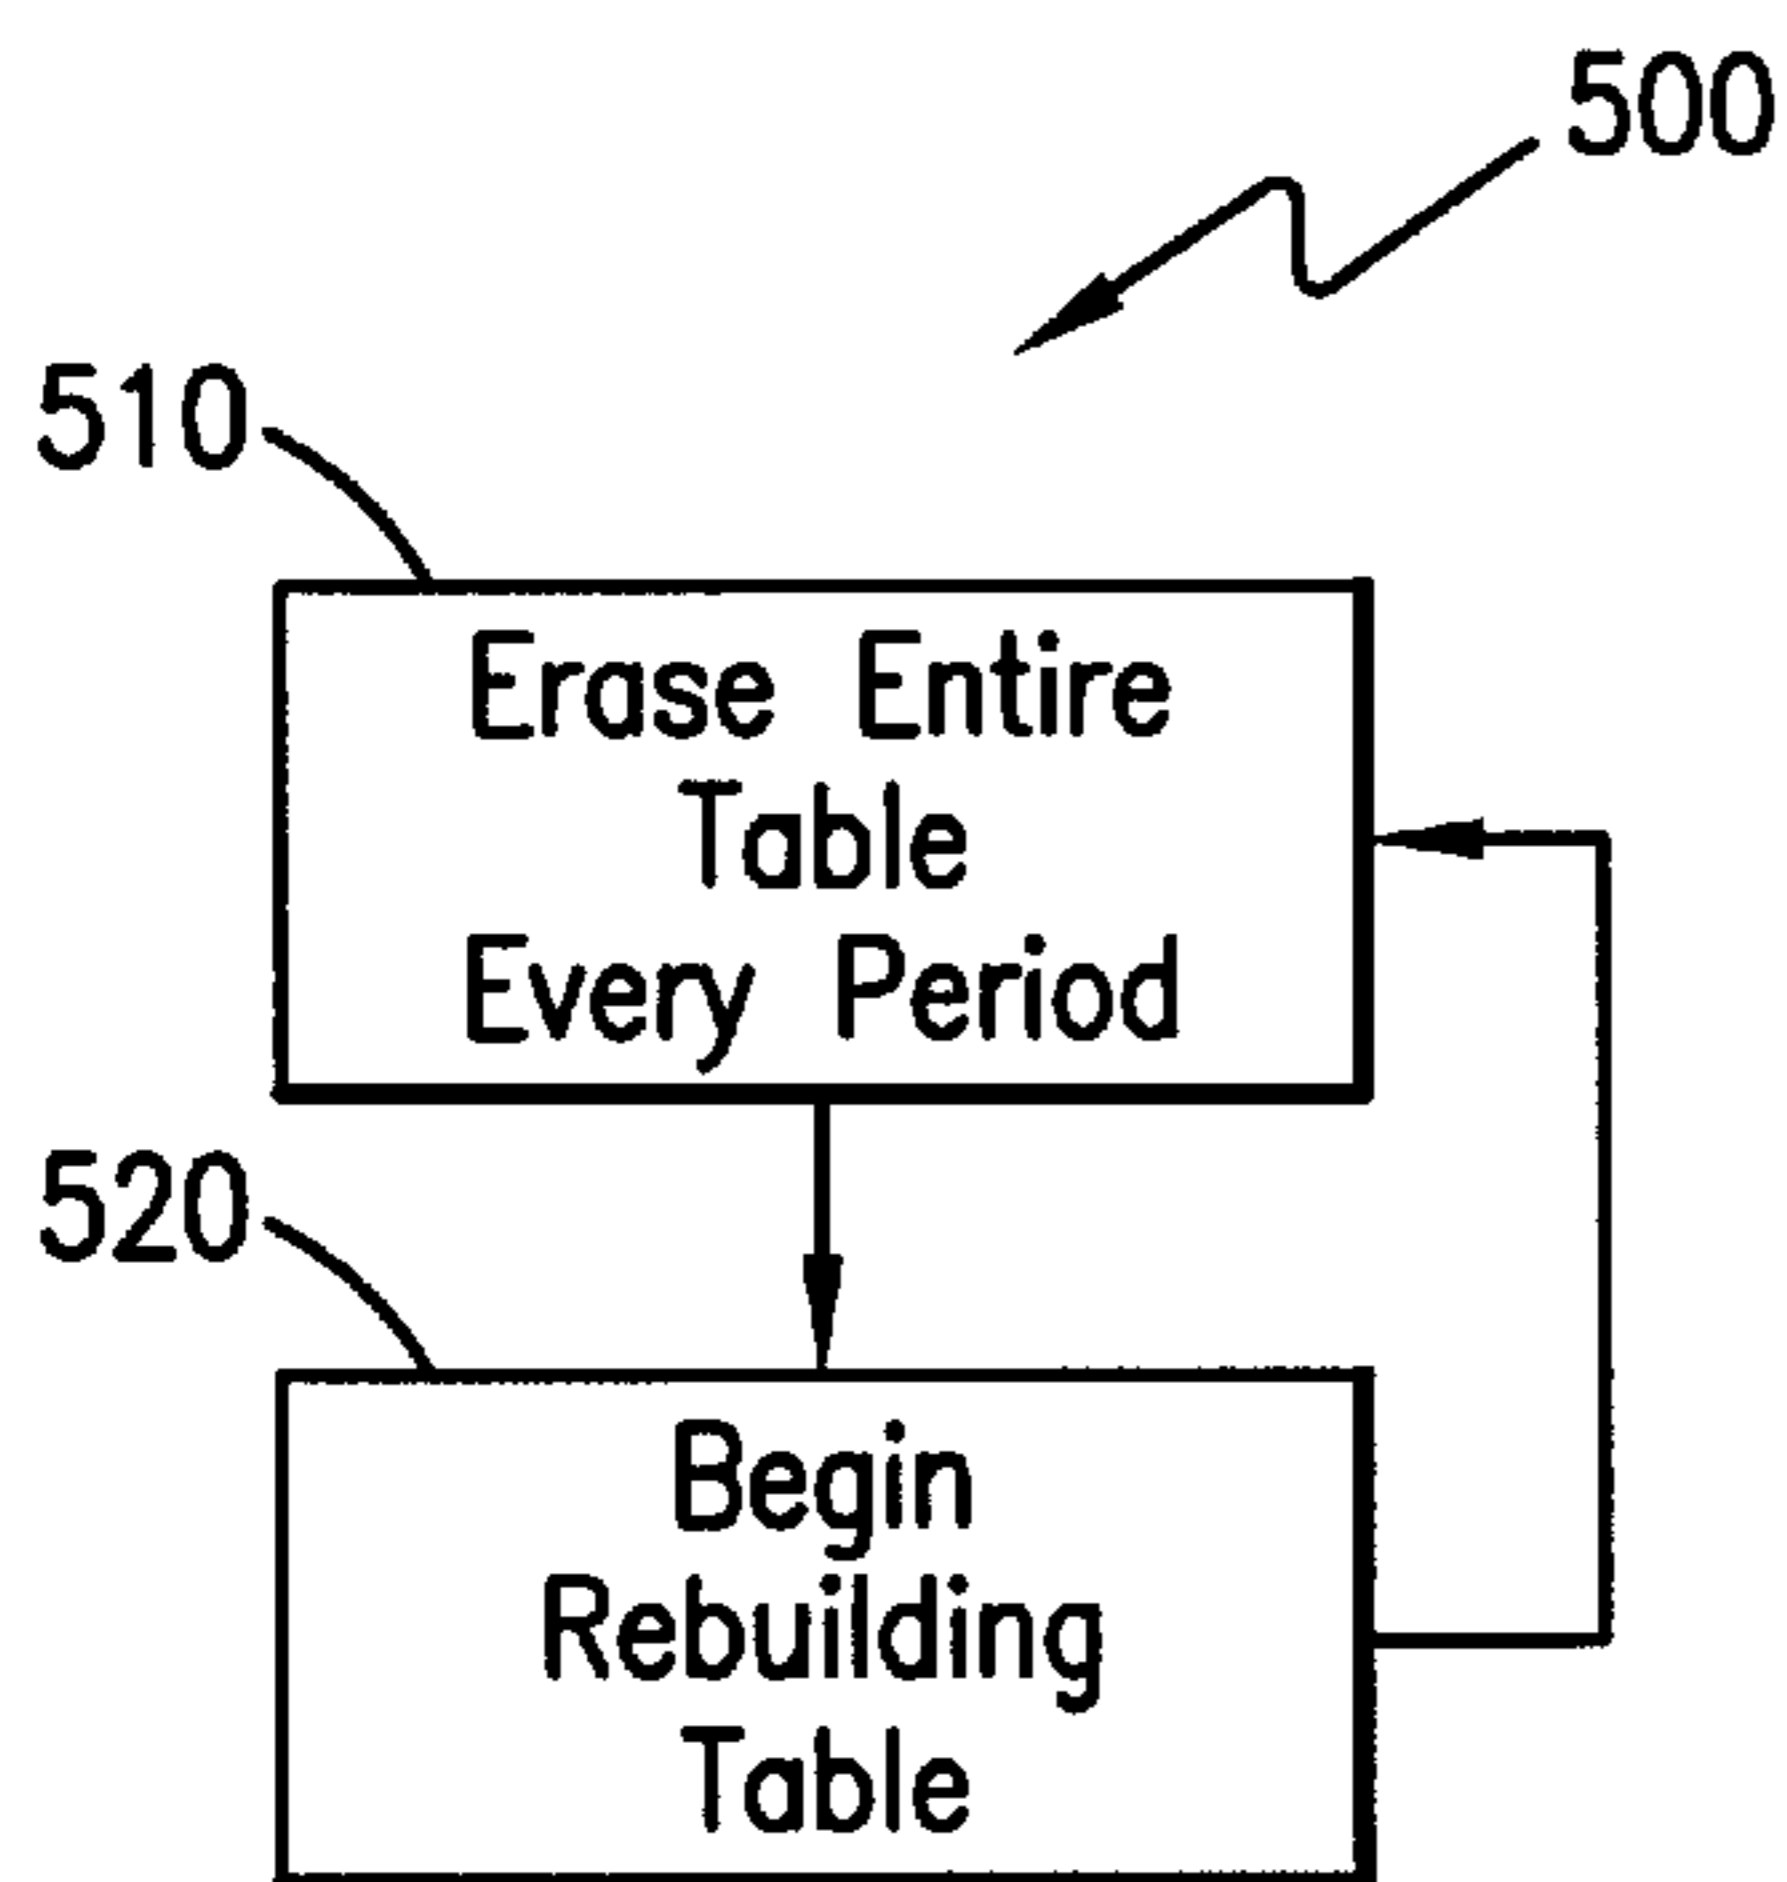 500
510
Erase Entire
Table
Every Period
520
Begin
Rebuilding
Table